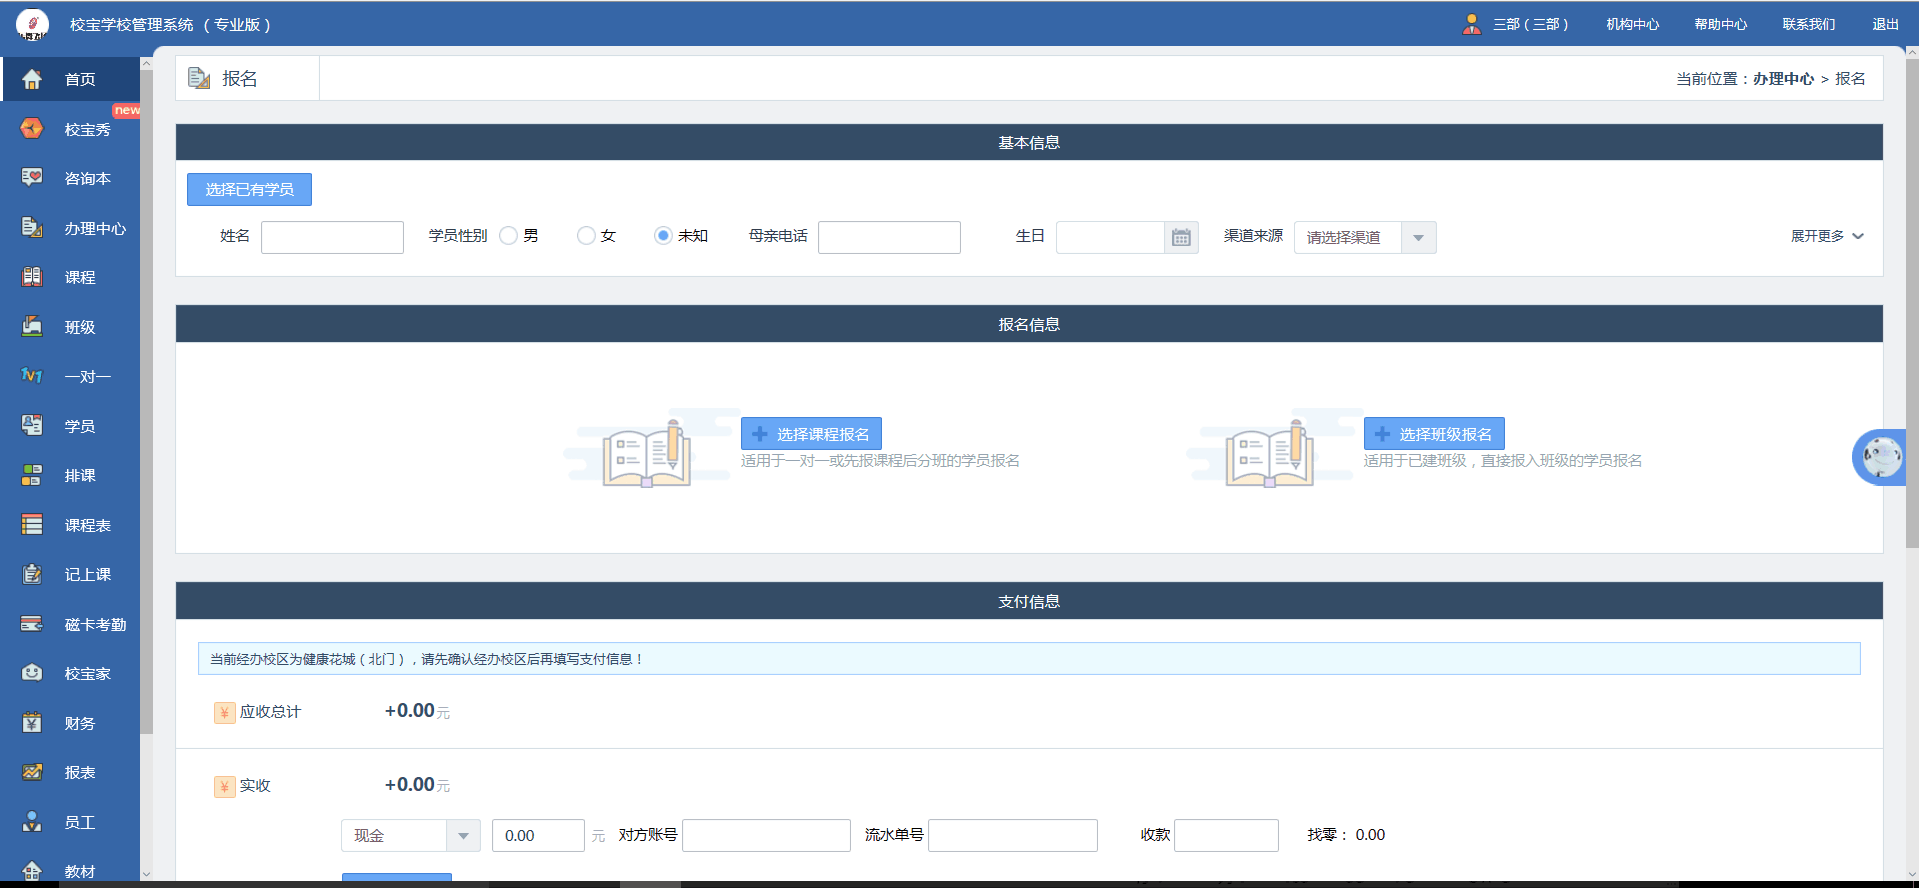 校宝学校管理系统 （专业版）
三部（三部） 机构中心 帮助中心 联系我们 退出
首页
new
校宝秀
咨询本
办理中心
课程
班级
一对一
学员
排课
课程表
记上课
磁卡考勤
校宝家
财务
报表
员工
教材
报名
当前位置：办理中心 > 报名
基本信息
选择已有学员
姓名 学员性别 男 女 未知 母亲电话 生日 渠道来源 请选择渠道 展开更多
报名信息
选择课程报名
适用于一对一或先报课程后分班的学员报名
选择班级报名
适用于已建班级，直接报入班级的学员报名
支付信息
当前经办校区为健康花城（北门），请先确认经办校区后再填写支付信息！
¥ 应收总计 +0.00元
¥ 实收 +0.00元
现金 0.00 元 对方账号 流水单号 收款 找零： 0.00